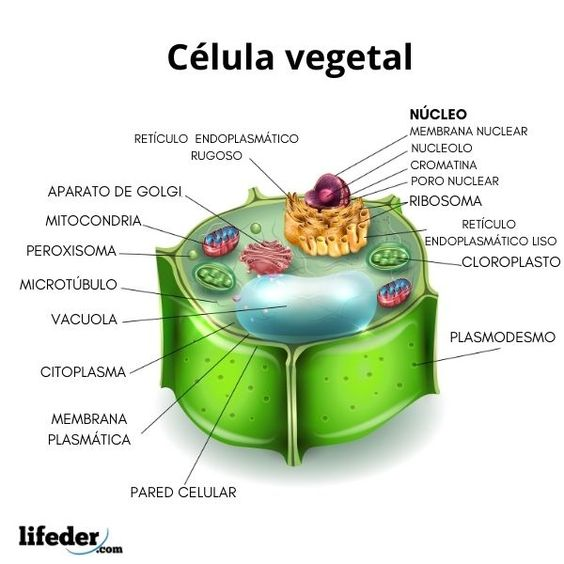 Célula vegetal
NÚCLEO
MEMBRANA NUCLEAR
NUCLEOLO
CROMATINA
PORO NUCLEAR
RIBOSOMA
RETÍCULO
ENDOPLASMÁTICO LISO
CLOROPLASTO
PLASMODESMO
RETÍCULO ENDOPLASMÁTICO
RUGOSO
APARATO DE GOLGI
MITOCONDRIA
PEROXISOMA
MICROTÚBULO
VACUOLA
CITOPLASMA
MEMBRANA
PLASMÁTICA
PARED CELULAR
lifeder
.com